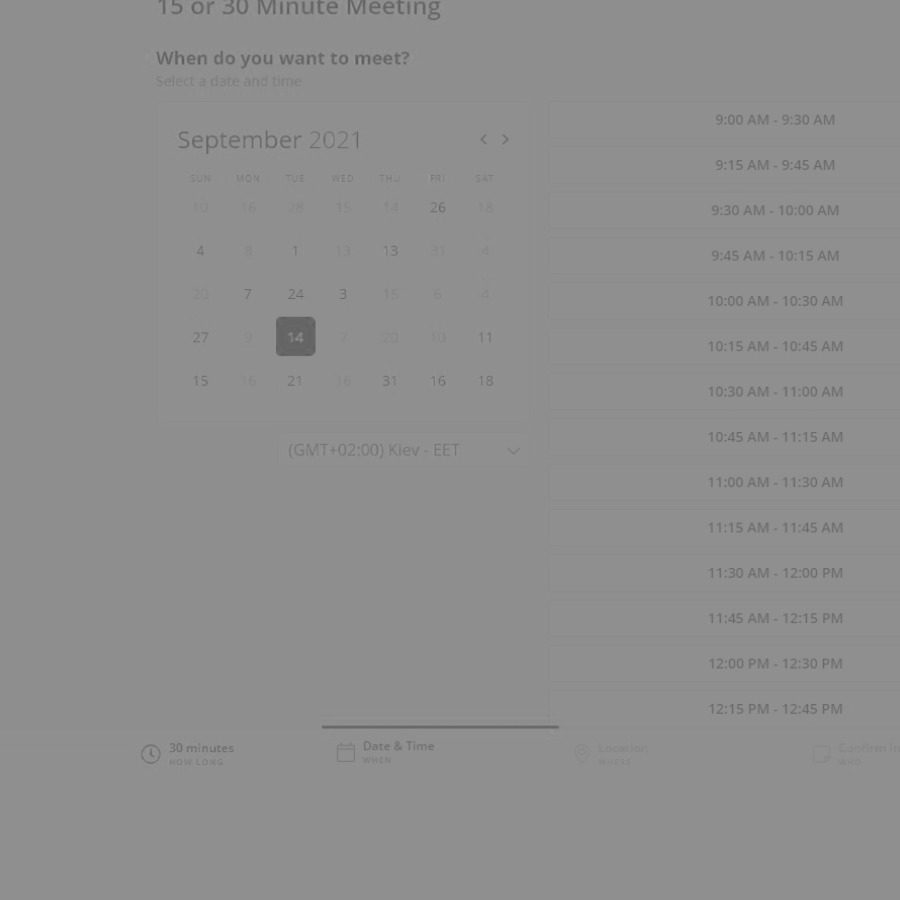 15 or 30 Minute Meeting
When do you want to meet?
Select a date and time
September 2021
SUN MON TUE WED THU FRI SAT
10 16 28 15 14 26 18
4 8 1 13 13 31 4
20 7 24 3 15 6 4
27 9 14 7 20 10 11
15 16 21 16 31 16 18
(GMT+02:00) Kiev - EET
9:00 AM - 9:30 AM
9:15 AM - 9:45 AM
9:30 AM - 10:00 AM
9:45 AM - 10:15 AM
10:00 AM - 10:30 AM
10:15 AM - 10:45 AM
10:30 AM - 11:00 AM
10:45 AM - 11:15 AM
11:00 AM - 11:30 AM
11:15 AM - 11:45 AM
11:30 AM - 12:00 PM
11:45 AM - 12:15 PM
12:00 PM - 12:30 PM
12:15 PM - 12:45 PM
30 minutes
HOW LONG
Date & Time
WHEN
Location
WHERE
Confirm in
WHO